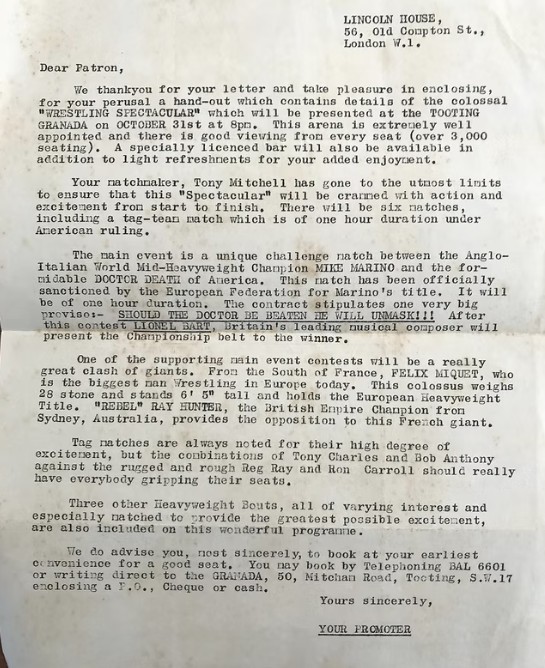 LINCOLN HOUSE,
56, Old Compton St.,
London W.1.
Dear Patron,
We thankyou for your letter and take pleasure in enclosing,
for your perusal a hand-out which contains details of the colossal
"WRESTLING SPECTACULAR" which will be presented at the TOOTING
GRANADA on OCTOBER 31st at 8pm. This arena is extremely well
appointed and there is good viewing from every seat (over 3,000
seating). A specially licenced bar will also be available in
addition to light refreshments for your added enjoyment.
Your matchmaker, Tony Mitchell has gone to the utmost limits
to ensure that this "Spectacular" will be crammed with action and
excitement from start to finish. There will be six matches,
including a tag-team match which is of one hour duration under
American ruling.
The main event is a unique challenge match between the Anglo-
Italian World Mid-Heavyweight Champion MIKE MARINO and the for-
midable DOCTOR DEATH of America. This match has been officially
sanctioned by the European Federation for Marino's title. It will
be of one hour duration. The contract stipulates one very big
proviso:- SHOULD THE DOCTOR BE BEATEN HE WILL UNMASK!!! After
this contest LIONEL BART, Britain's leading musical composer will
present the Championship belt to the winner.
One of the supporting main event contests will be a really
great clash of giants. From the South of France, FELIX MIQUET, who
is the biggest man Wrestling in Europe today. This colossus weighs
28 stone and stands 6' 5" tall and holds the European Heavyweight
Title. "REBEL" RAY HUNTER, the British Empire Champion from
Sydney, Australia, provides the opposition to this French giant.
Tag matches are always noted for their high degree of
excitement, but the combinations of Tony Charles and Bob Anthony
against the rugged and rough Reg Ray and Ron Carroll should really
have everybody gripping their seats.
Three other Heavyweight Bouts, all of varying interest and
especially matched to provide the greatest possible excitement,
are also included on this wonderful programme.
We do advise you, most sincerely, to book at your earliest
convenience for a good seat. You may book by Telephoning BAL 6601
or writing direct to the GRANADA, 50, Mitcham Road, Tooting, S.W.17
enclosing a P.O., Cheque or cash.
Yours sincerely,
YOUR PROMOTER